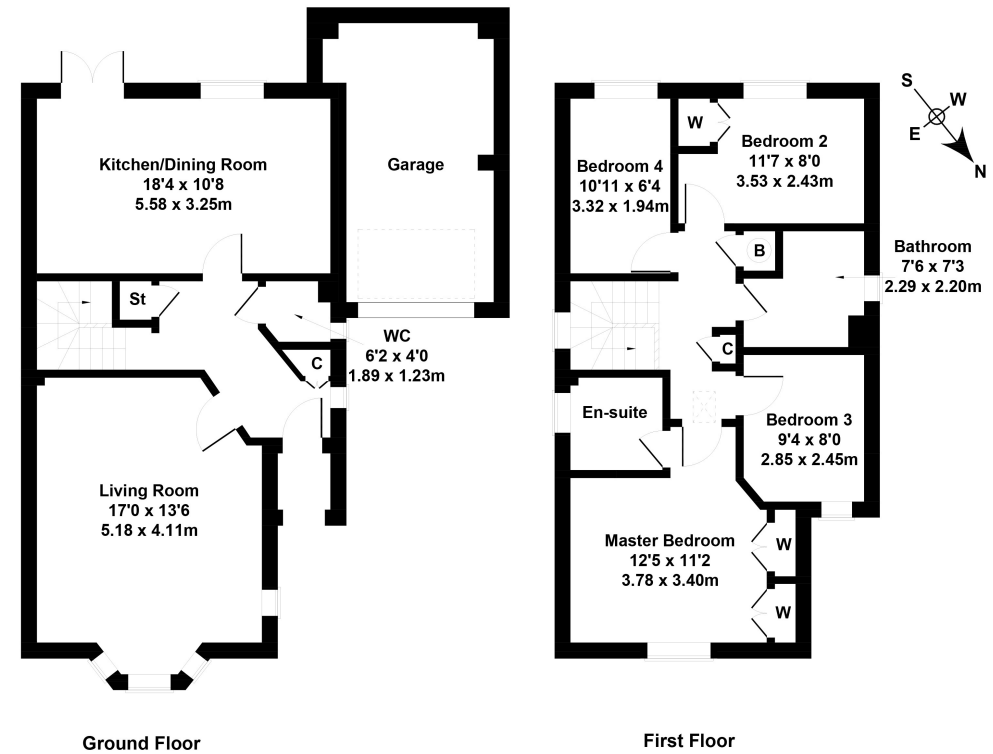 Kitchen/Dining Room
18'4 x 10'8
5.58 x 3.25m
Garage
St
WC
6'2 x 4'0
1.89 x 1.23m
C
Living Room
17'0 x 13'6
5.18 x 4.11m
Ground Floor
W
Bedroom 2
11'7 x 8'0
3.53 x 2.43m
Bedroom 4
10'11 x 6'4
3.32 x 1.94m
B
Bathroom
7'6 x 7'3
2.29 x 2.20m
C
En-suite
Bedroom 3
9'4 x 8'0
2.85 x 2.45m
Master Bedroom
12'5 x 11'2
3.78 x 3.40m
W
W
First Floor
S
W
E
N